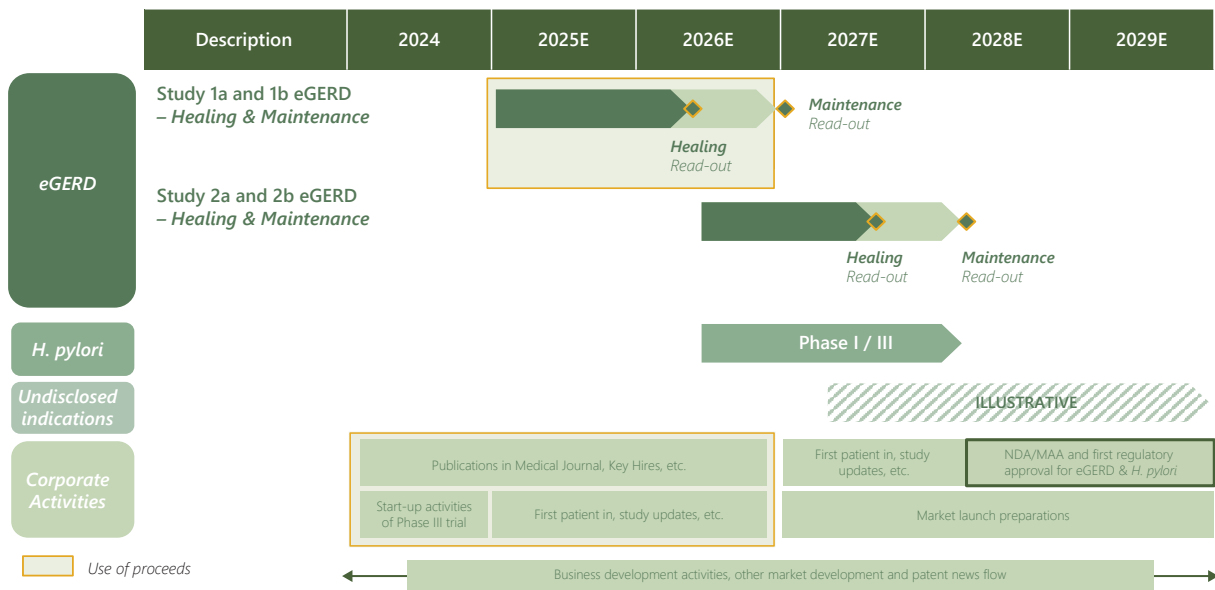 Description
2024
2025E
2026E
2027E
2028E
2029E
eGERD
Study 1a and 1b eGERD
– Healing & Maintenance
Healing
Read-out
Maintenance
Read-out
Study 2a and 2b eGERD
– Healing & Maintenance
Healing
Read-out
Maintenance
Read-out
H. pylori
Phase I / III
Undisclosed
indications
ILLUSTRATIVE
Corporate
Activities
Publications in Medical Journal, Key Hires, etc.
First patient in, study
updates, etc.
NDA/MAA and first regulatory
approval for eGERD & H. pylori
Start-up activities
of Phase III trial
First patient in, study updates, etc.
Market launch preparations
Use of proceeds
Business development activities, other market development and patent news flow